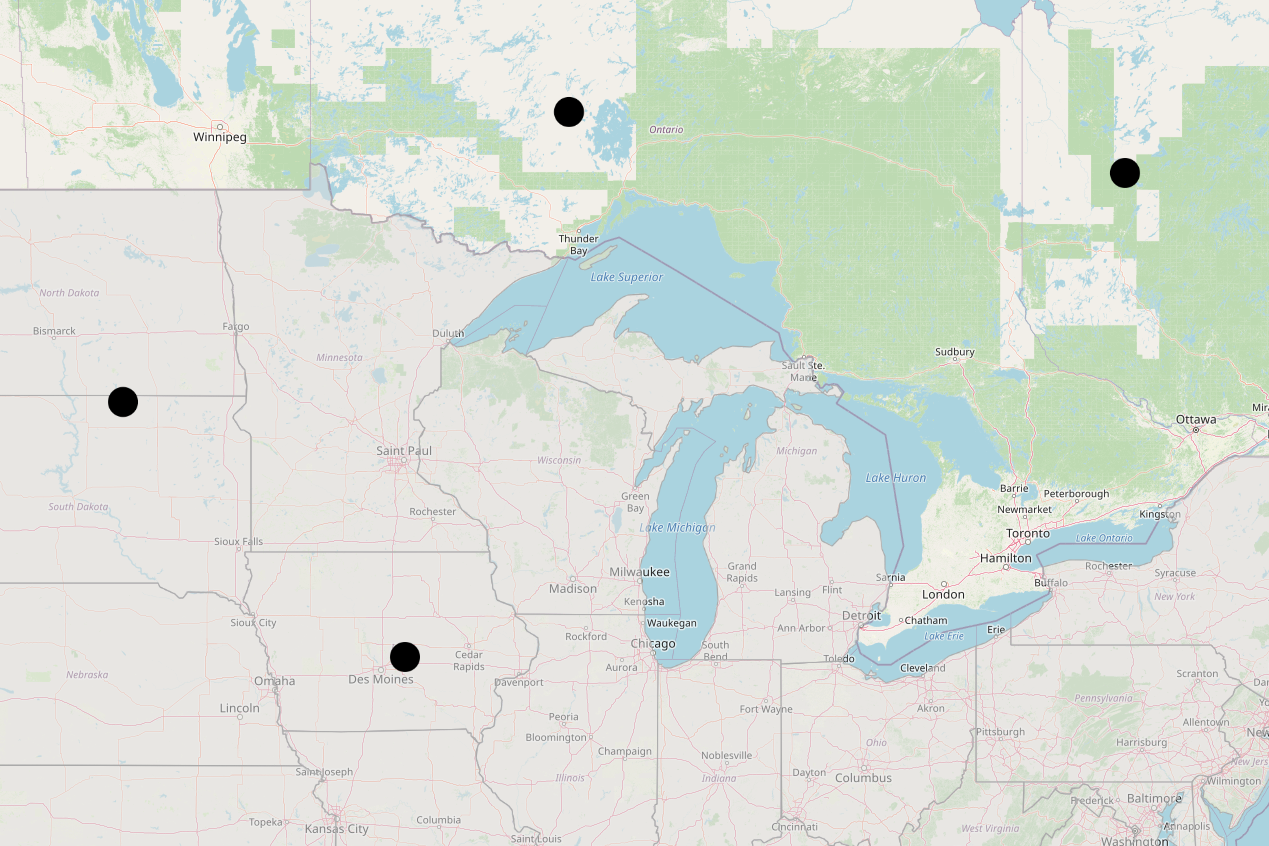 Winnipeg
Ontario
Thunder
Bay
Lake Superior
North Dakota
Bismarck
Fargo
Minnesota
Duluth
Sault Ste.
Marie
Sudbury
Ottawa
Saint Paul
Wisconsin
Michigan
Lake Huron
South Dakota
Rochester
Green
Bay
Barrie
Peterborough
Newmarket
Kingston
Sioux Falls
Lake Michigan
Toronto
Lake Ontario
Hamilton
Madison
Milwaukee
Grand
Rapids
Lansing
Flint
Sarnia
London
Buffalo
Rochester
Syracuse
New York
Kenosha
Waukegan
Sioux City
Rockford
Chicago
Ann Arbor
Detroit
Chatham
Lake Erie
Erie
Nebraska
Omaha
Des Moines
Cedar
Rapids
Davenport
Aurora
South
Bend
Toledo
Cleveland
Scranton
Lincoln
Peoria
Bloomington
Fort Wayne
Akron
Pennsylvania
Allentown
Pittsburgh
Harrisburg
Champaign
Noblesville
Ohio
Saint Joseph
Illinois
Indiana
Dayton
Columbus
Wilmington
Topeka
Kansas City
Columbia
Saint Louis
Cincinnati
West Virginia
Frederick
Baltimore
Annapolis
Washington